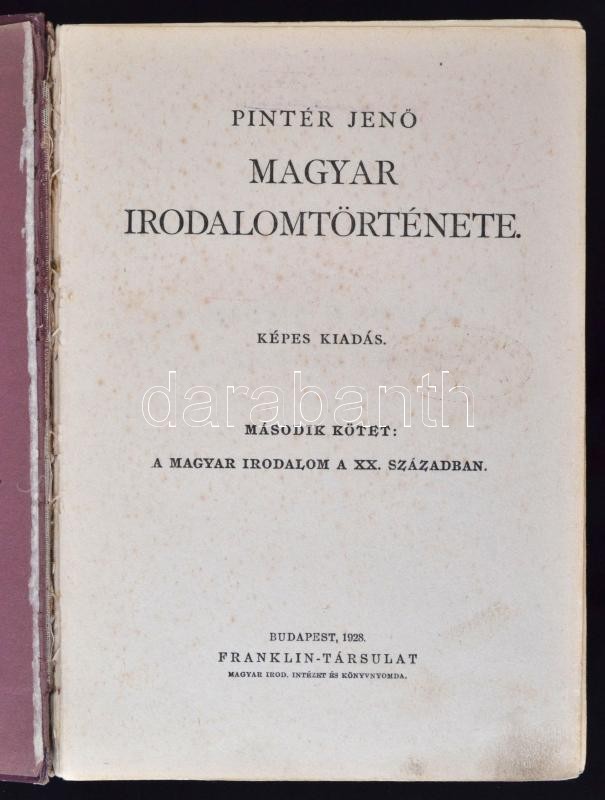 PINTÉR JENŐ
MAGYAR
IRODALOMTÖRTÉNETE.
KÉPES KIADÁS.
darabanth
MÁSODIK KÖTET:
A MAGYAR IRODALOM A XX. SZÁZADBAN.
BUDAPEST, 1928.
FRANKLIN-TÁRSULAT
MAGYAR IROD. INTÉZET ÉS KÖNYVNYOMDA.